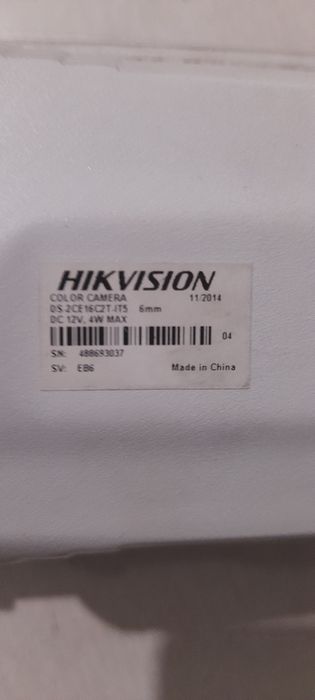 HIKVISION
COLOR CAMERA 11/2014
DS-2CE16C2T-IT5 6mm
DC 12V, 4W MAX
04
SN: 488693037
SV: EB6 Made in China